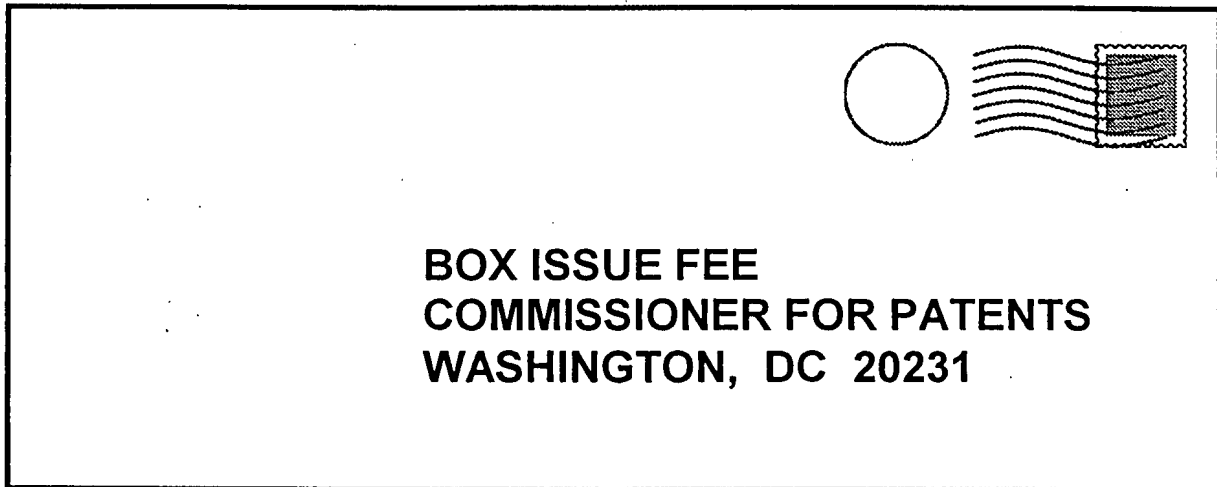 BOX ISSUE FEE
COMMISSIONER FOR PATENTS
WASHINGTON, DC 20231